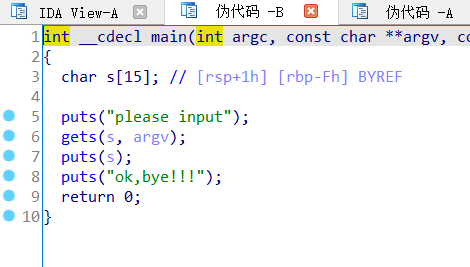 IDA View-A 伪代码 -B 伪代码 -A
1 int __cdecl main(int argc, const char **argv, co
2 {
3 char s[15]; // [rsp+1h] [rbp-Fh] BYREF
4
5 puts("please input");
6 gets(s, argv);
7 puts(s);
8 puts("ok,bye!!!");
9 return 0;
10 }